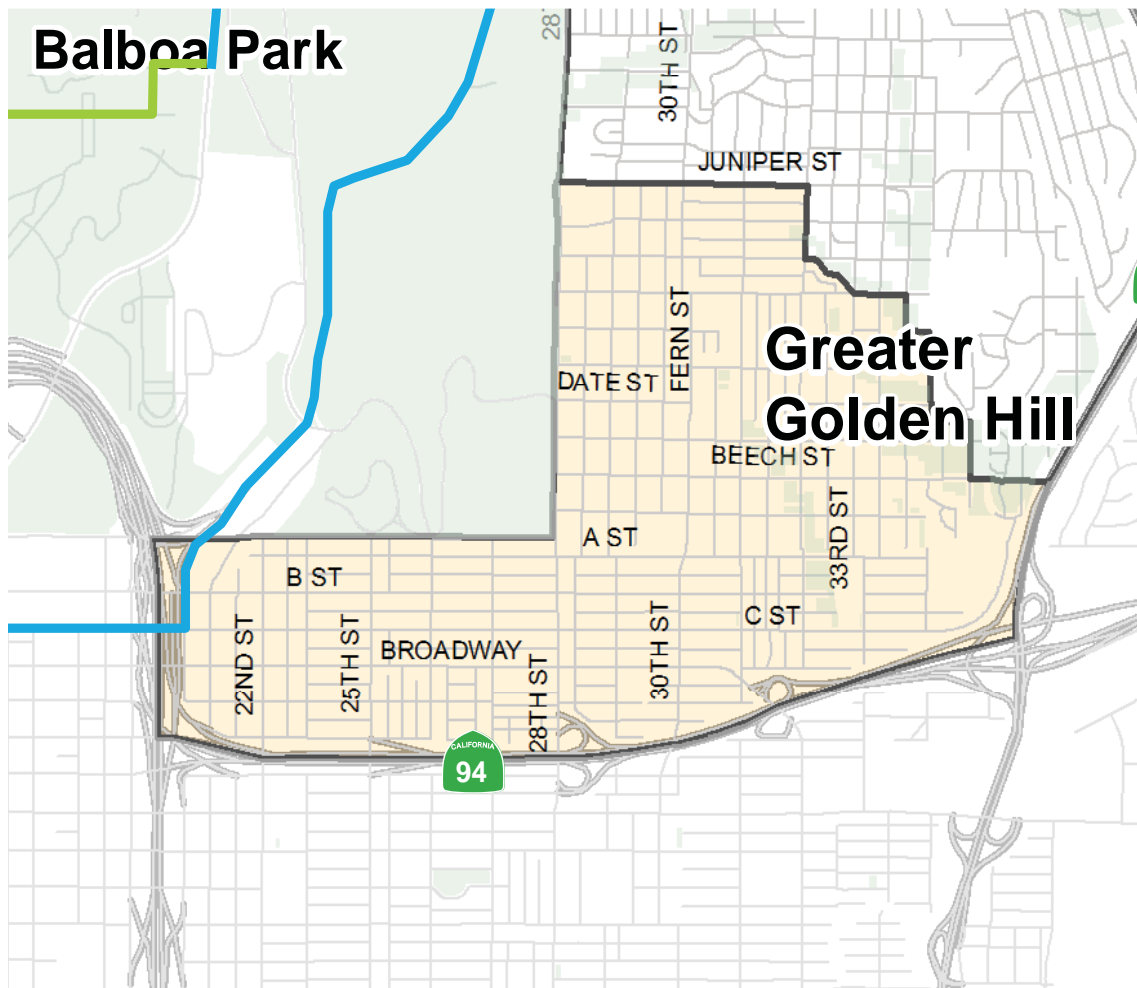 Balboa Park
28T
30TH ST
JUNIPER ST
FERN ST
Greater
Golden Hill
DATE ST
BEECH ST
A ST
33RD ST
B ST
C ST
22ND ST
25TH ST
BROADWAY
28TH ST
30TH ST
CALIFORNIA
94